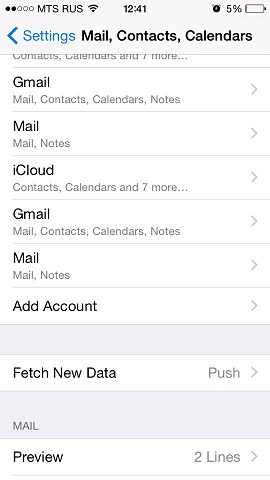 MTS RUS 12:41 5%
Settings Mail, Contacts, Calendars
Contacts, Calendars and 7 more...
Gmail
Mail, Contacts, Calendars, Notes
Mail
Mail, Notes
iCloud
Contacts, Calendars and 7 more...
Gmail
Mail, Contacts, Calendars, Notes
Mail
Mail, Notes
Add Account
Fetch New Data Push
MAIL
Preview 2 Lines